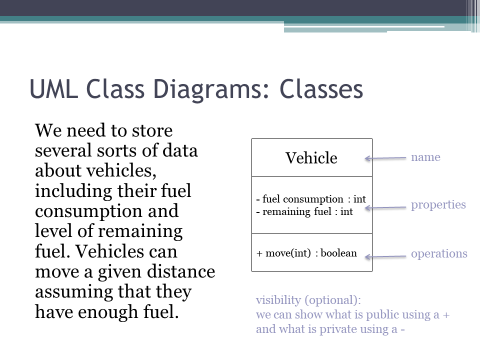 UML Class Diagrams: Classes
We need to store
several sorts of data
about vehicles,
including their fuel
consumption and
level of remaining
fuel. Vehicles can
move a given distance
assuming that they
have enough fuel.
Vehicle
name
- fuel consumption : int
- remaining fuel : int
properties
+ move(int) : boolean
operations
visibility (optional):
we can show what is public using a +
and what is private using a -